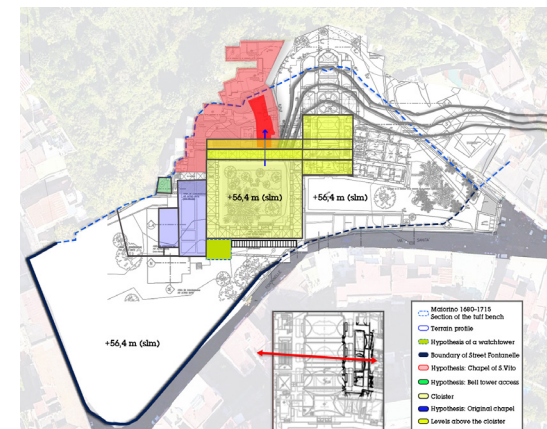 +56,4 m (slm)
+56,4 m (slm)
+56,4 m (slm)
Maiorino 1680-1715
Section of the tuff bench
Terrain profile
Hypothesis of a watchtower
Boundary of Street Fontanelle
Hypothesis: Chapel of S.Vito
Hypothesis: Bell tower access
Cloister
Hypothesis: Original chapel
Levels above the cloister